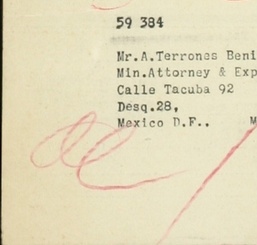 59 384
Mr.A.Terrones Beni
Min.Attorney & Exp
Calle Tacuba 92
Desq.28,
Mexico D.F.. M